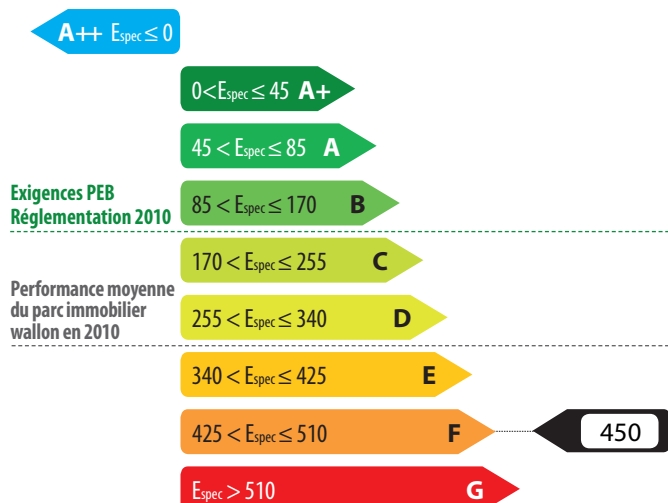 A++ Espec ≤ 0
0<Espec ≤ 45 A+
45 < Espec ≤ 85 A
Exigences PEB
Réglementation 2010
85 < Espec ≤ 170 B
170 < Espec ≤ 255 C
Performance moyenne
du parc immobilier
wallon en 2010
255 < Espec ≤ 340 D
340 < Espec ≤ 425 E
425 < Espec ≤ 510 F
450
Espec > 510 G